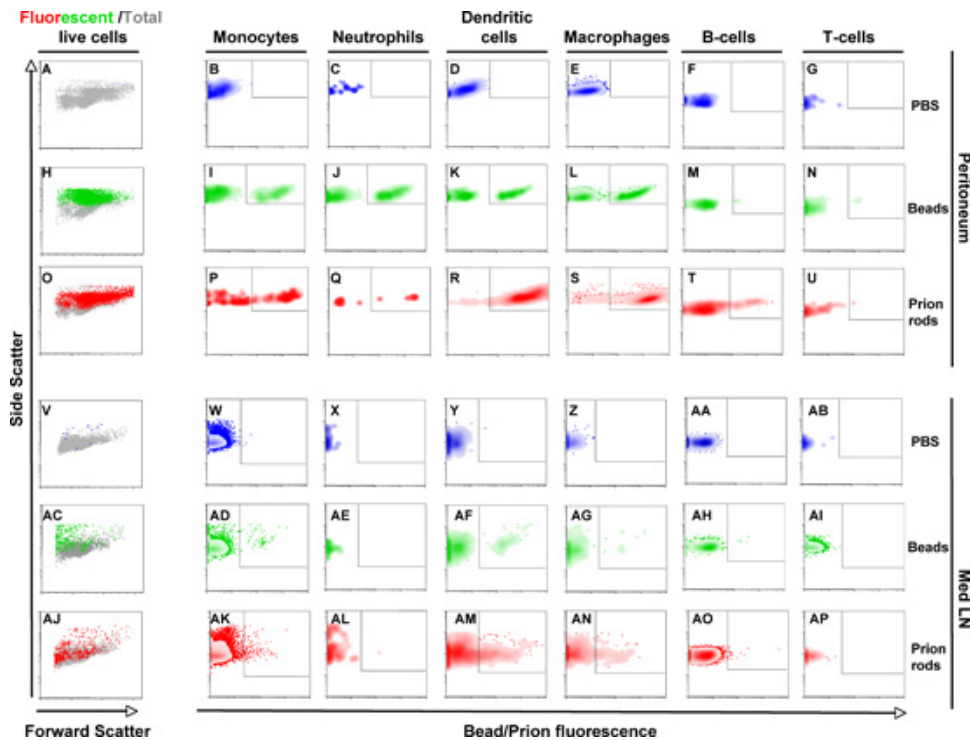 Fluorescent /Total
live cells
Monocytes
Neutrophils
Dendritic
cells
Macrophages
B-cells
T-cells
A
B
C
D
E
F
G
PBS
H
I
J
K
L
M
N
Beads
O
P
Q
R
S
T
U
Prion
rods
Peritoneum
V
W
X
Y
Z
AA
AB
PBS
AC
AD
AE
AF
AG
AH
AI
Beads
AJ
AK
AL
AM
AN
AO
AP
Prion
rods
Med LN
Side Scatter
Forward Scatter
Bead/Prion fluorescence